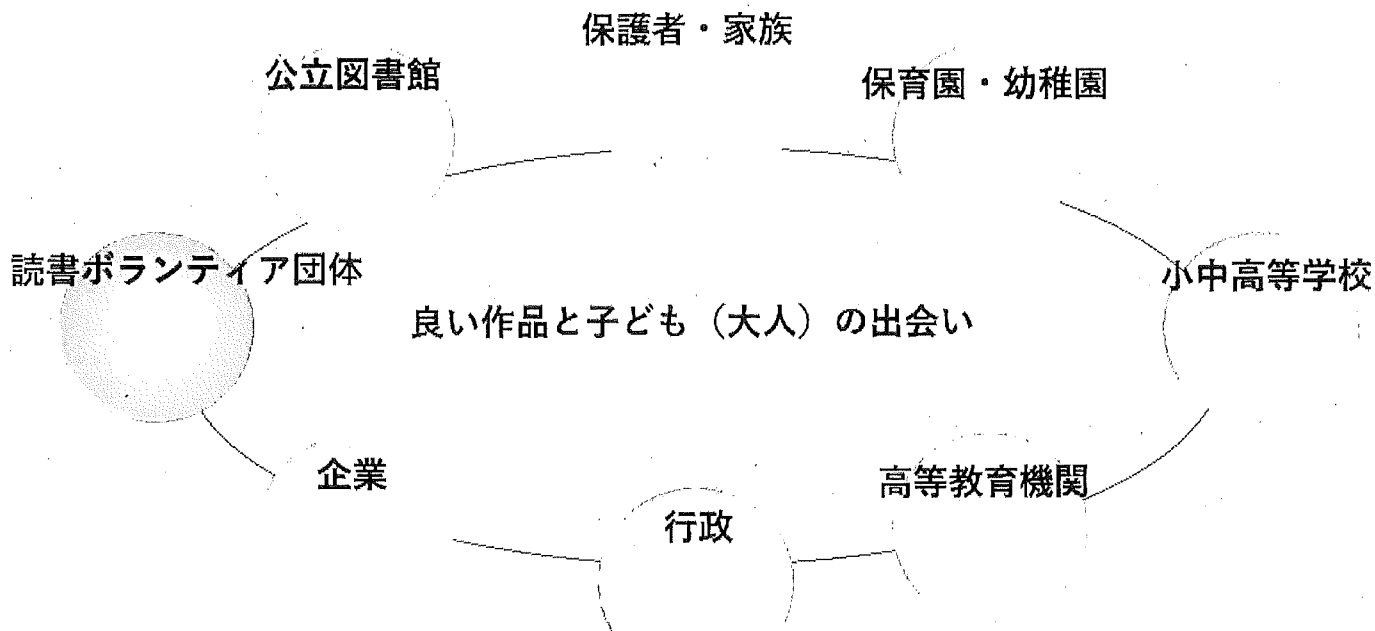 保護者・家族
公立図書館
保育園・幼稚園
読書ボランティア団体
小中高等学校
良い作品と子ども（大人）の出会い
企業
高等教育機関
行政